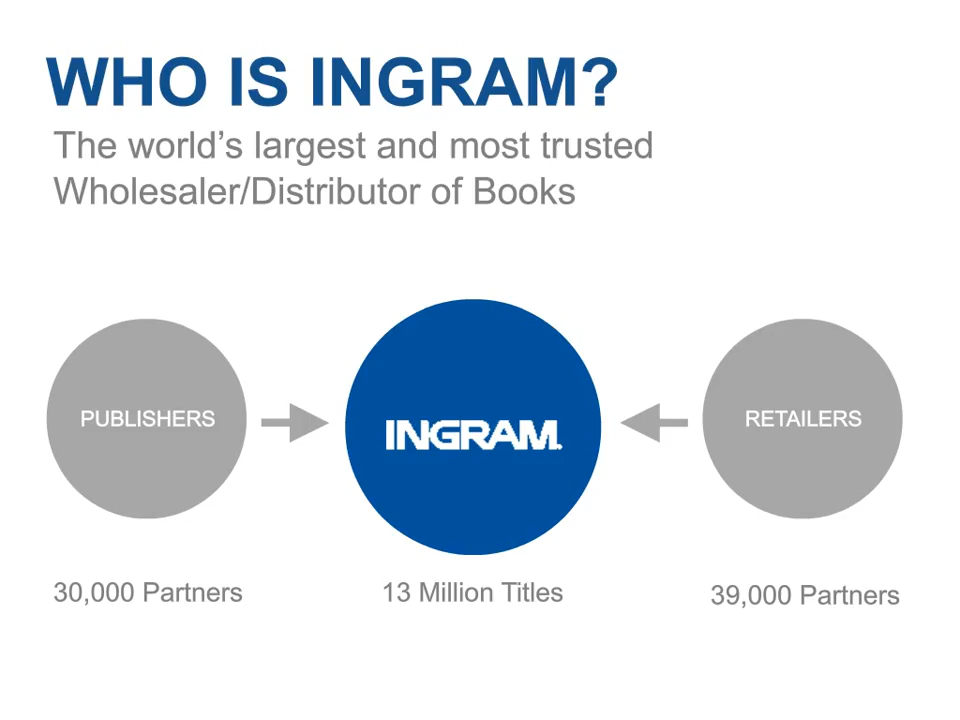 WHO IS INGRAM?
The world’s largest and most trusted
Wholesaler/Distributor of Books
PUBLISHERS
INGRAM.
RETAILERS
30,000 Partners
13 Million Titles
39,000 Partners